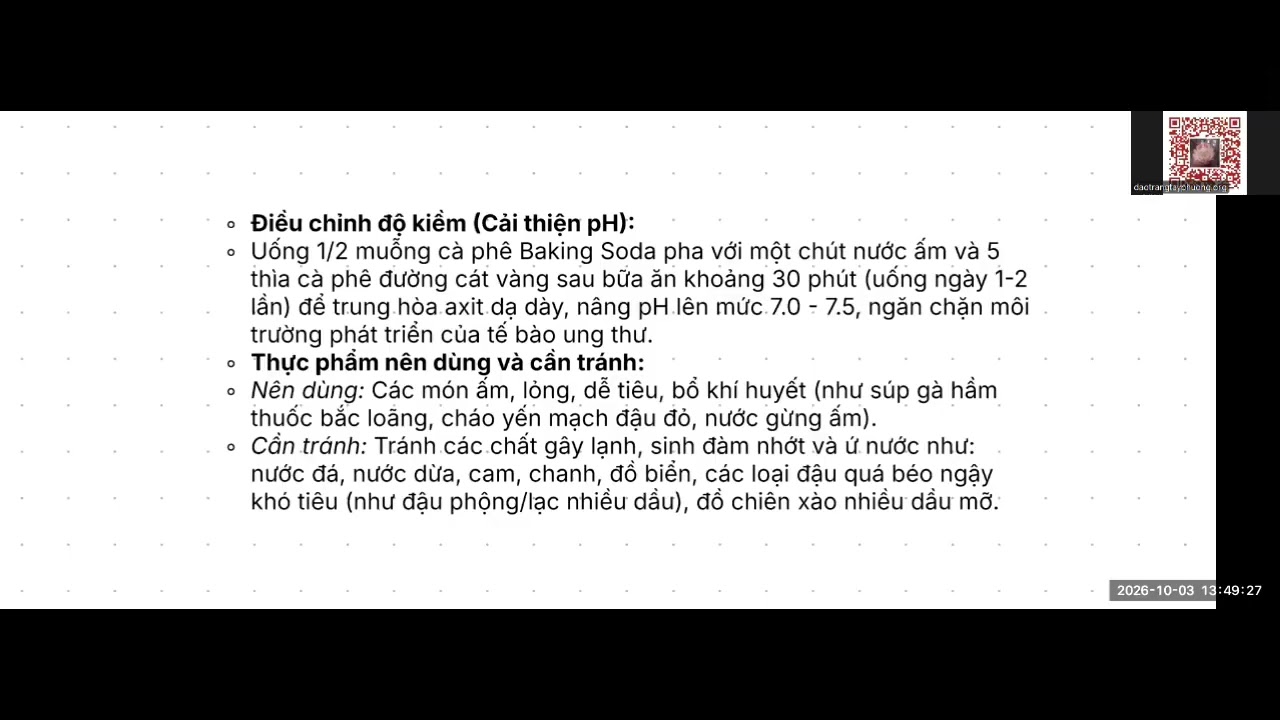 daotrangtayphuong.org
Điều chỉnh độ kiềm (Cải thiện pH):
Uống 1/2 muỗng cà phê Baking Soda pha với một chút nước ấm và 5
thìa cà phê đường cát vàng sau bữa ăn khoảng 30 phút (uống ngày 1-2
lần) để trung hòa axit dạ dày, nâng pH lên mức 7.0 - 7.5, ngăn chặn môi
trường phát triển của tế bào ung thư.
Thực phẩm nên dùng và cần tránh:
Nên dùng: Các món ấm, lỏng, dễ tiêu, bổ khí huyết (như súp gà hầm
thuốc bắc loãng, cháo yến mạch đậu đỏ, nước gừng ấm).
Cần tránh: Tránh các chất gây lạnh, sinh đàm nhớt và ứ nước như:
nước đá, nước dừa, cam, chanh, đồ biển, các loại đậu quá béo ngậy
khó tiêu (như đậu phộng/lạc nhiều dầu), đồ chiên xào nhiều dầu mỡ.
2026-10-03 13:49:27